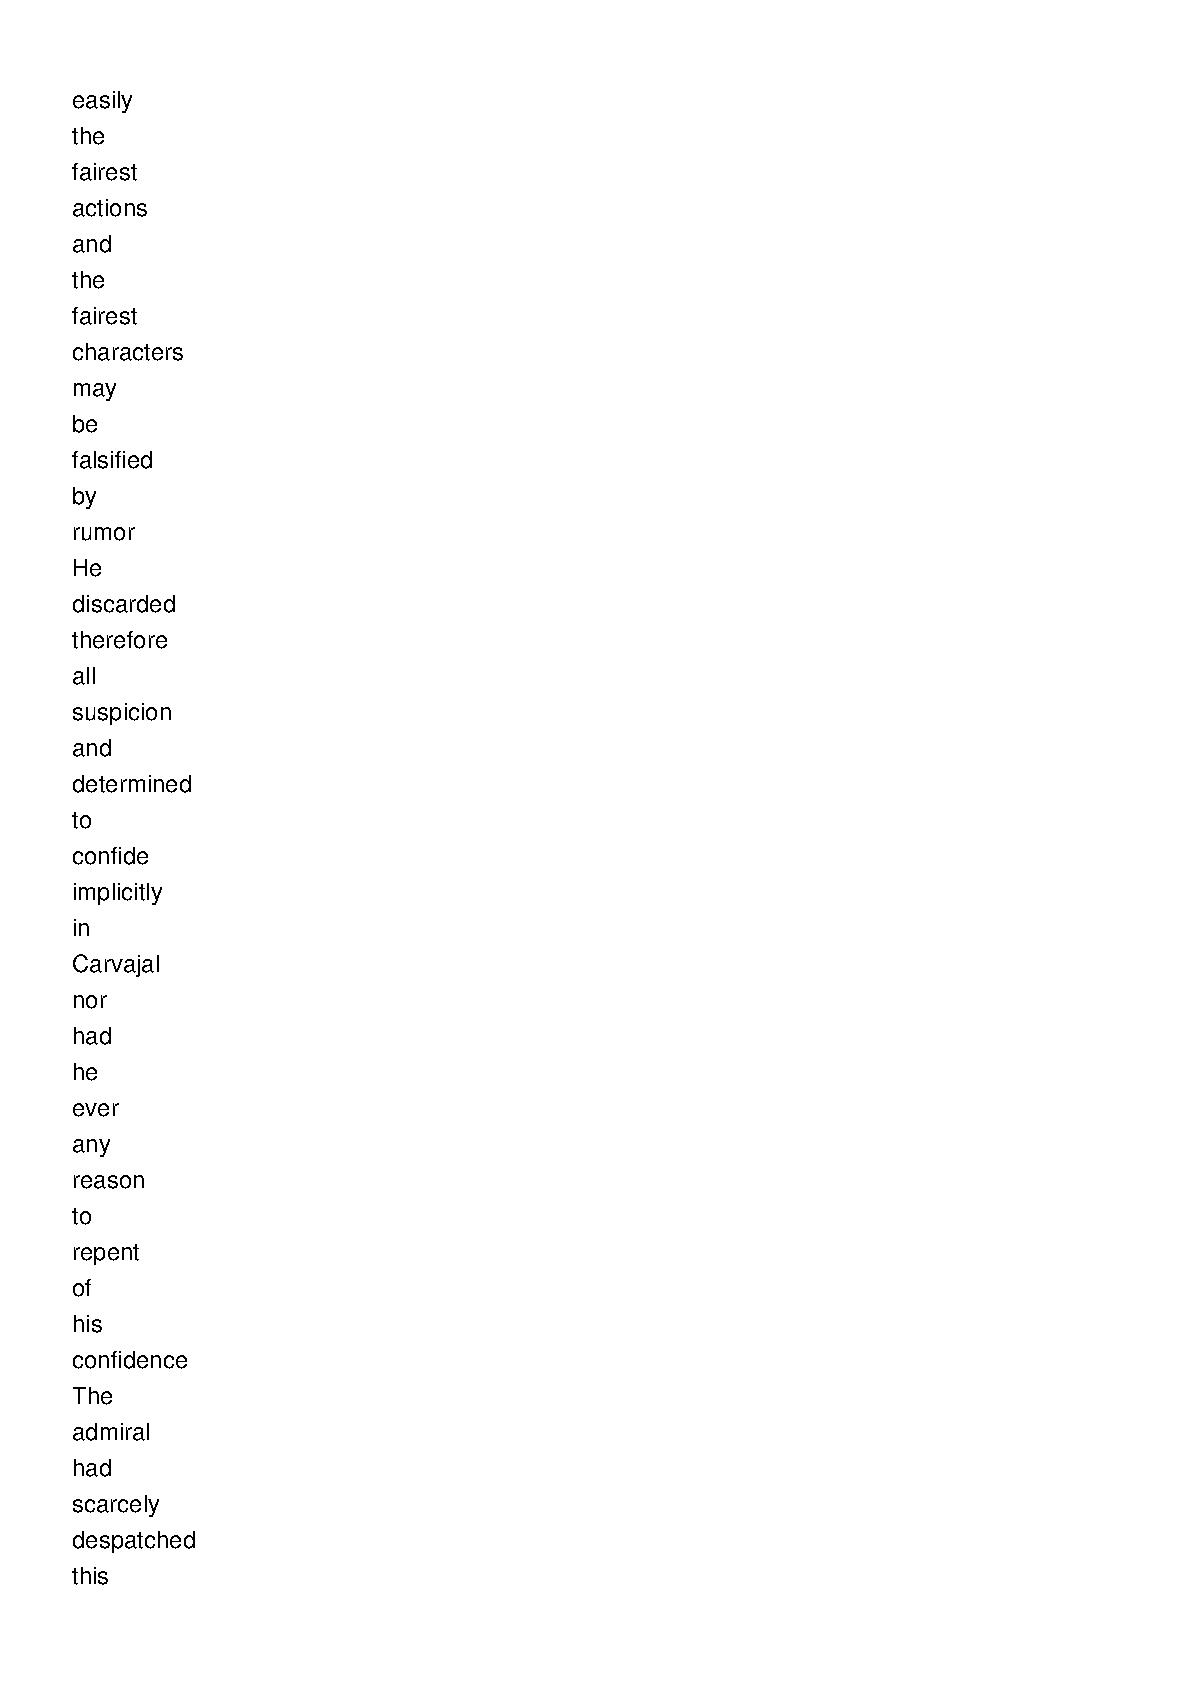 easily
the
fairest
actions
and
the
fairest
characters
may
be
falsified
by
rumor
He
discarded
therefore
all
suspicion
and
determined
to
confide
implicitly
in
Carvajal
nor
had
he
ever
any
reason
to
repent
of
his
confidence
The
admiral
had
scarcely
despatched
this